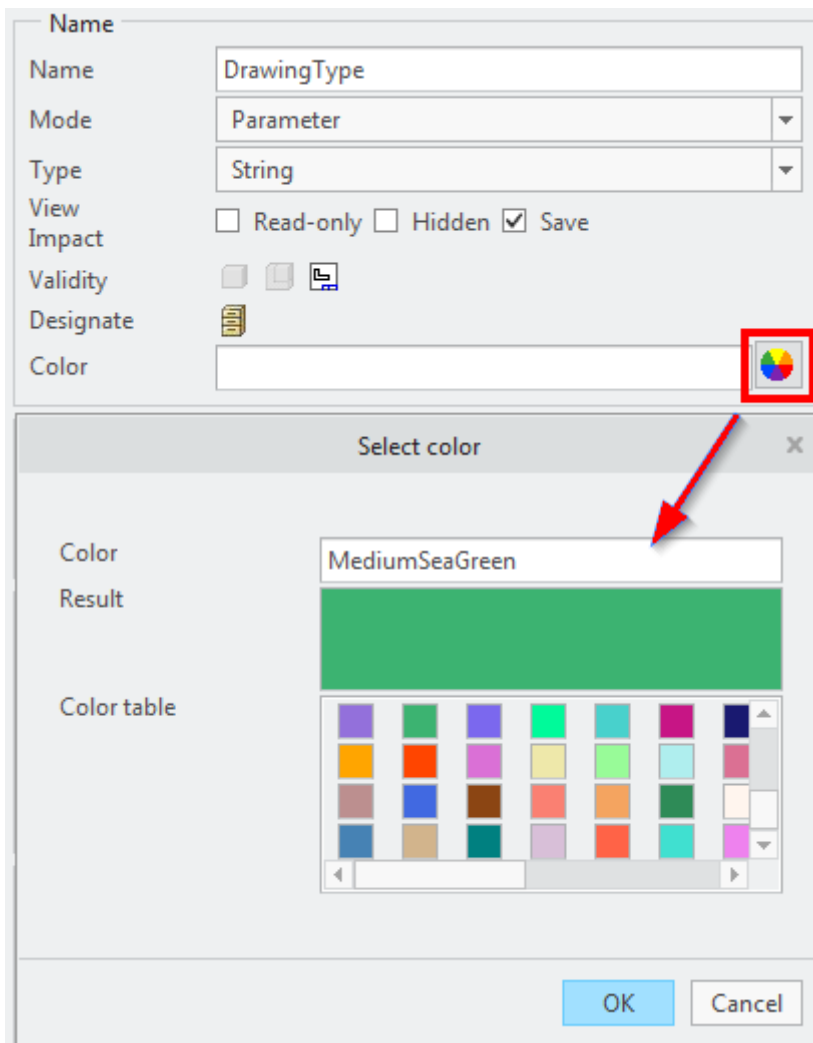 Name
Name DrawingType
Mode Parameter
Type String
View
Impact
Read-only Hidden Save
Validity
Designate
Color
Select color
Color MediumSeaGreen
Result
Color table
OK Cancel